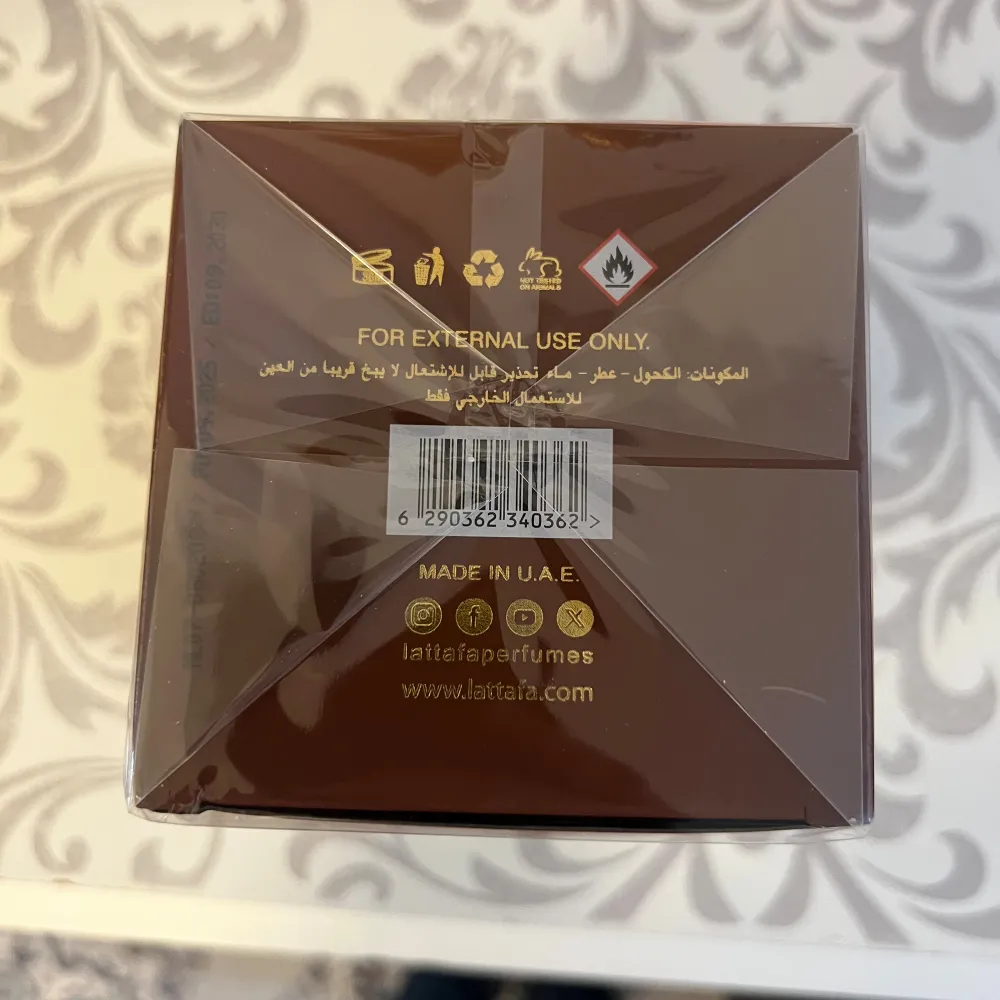 NOT TESTED
ON ANIMALS
FOR EXTERNAL USE ONLY.
المكونات: الكحول – عطر – ماء تحذير قابل للإشتعال لا يبخ قريبا من العين
للاستعمال الخارجي فقط
6 290362 340362 >
MADE IN U.A.E.
lattafaperfumes
www.lattafa.com